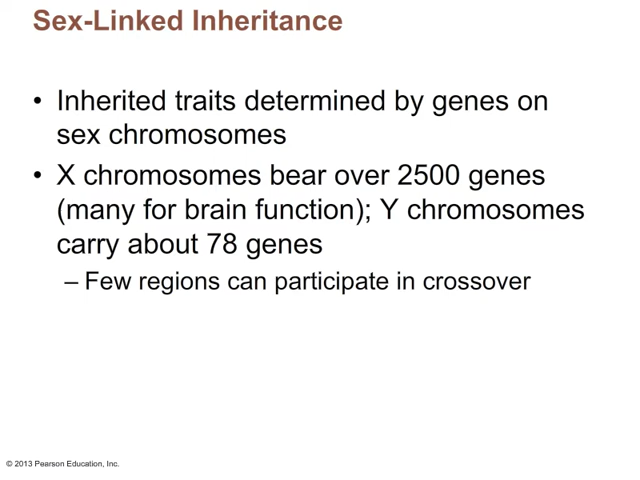 Sex-Linked Inheritance
• Inherited traits determined by genes on
sex chromosomes
• X chromosomes bear over 2500 genes
(many for brain function); Y chromosomes
carry about 78 genes
– Few regions can participate in crossover
© 2013 Pearson Education, Inc.